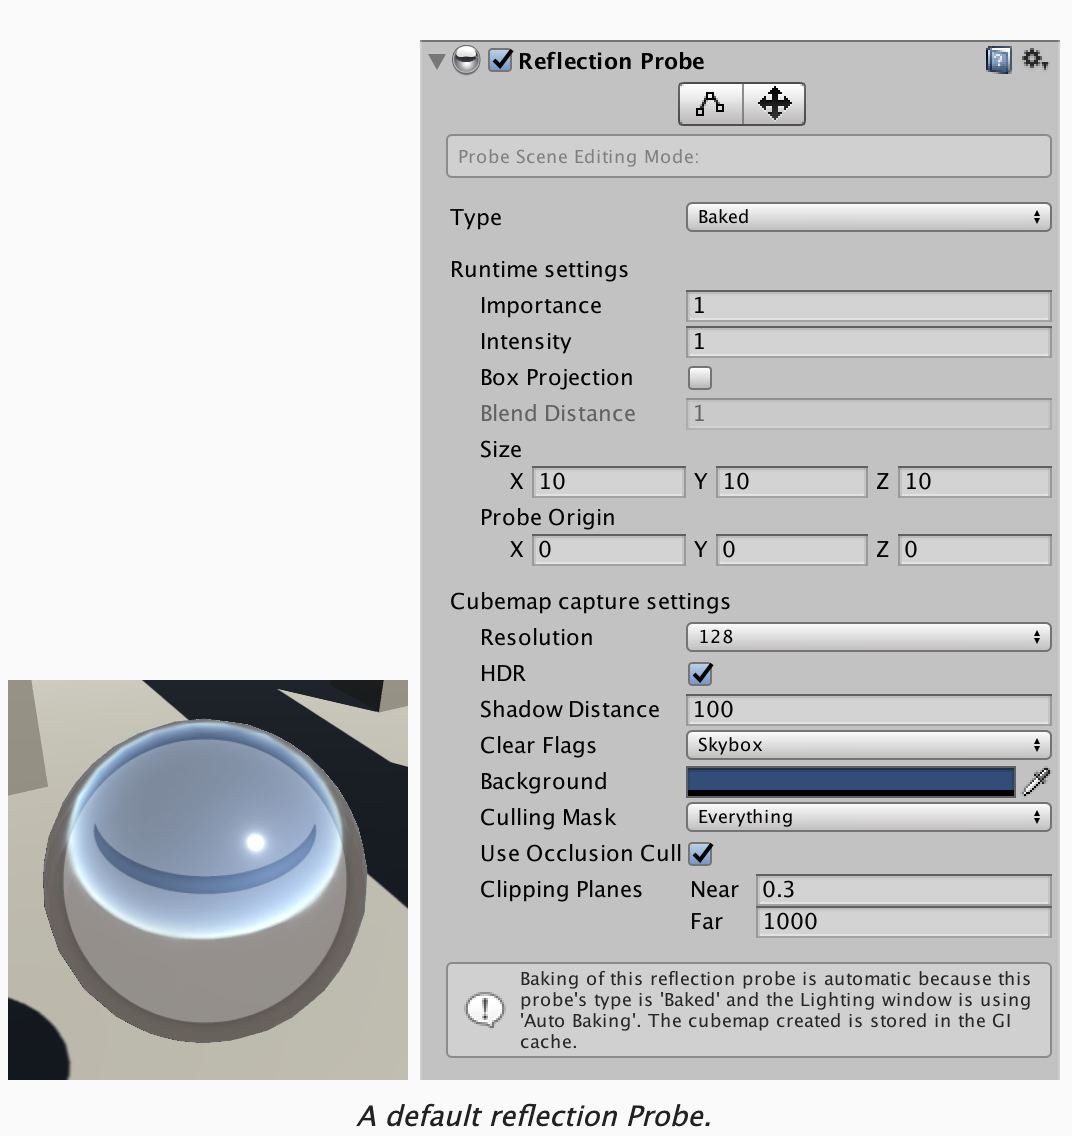 Reflection Probe
Probe Scene Editing Mode:
Type Baked
Runtime settings
Importance 1
Intensity 1
Box Projection
Blend Distance 1
Size
X 10 Y 10 Z 10
Probe Origin
X 0 Y 0 Z 0
Cubemap capture settings
Resolution 128
HDR
Shadow Distance 100
Clear Flags Skybox
Background
Culling Mask Everything
Use Occlusion Cull
Clipping Planes Near 0.3
Far 1000
Baking of this reflection probe is automatic because this
probe's type is 'Baked' and the Lighting window is using
'Auto Baking'. The cubemap created is stored in the GI
cache.
A default reflection Probe.